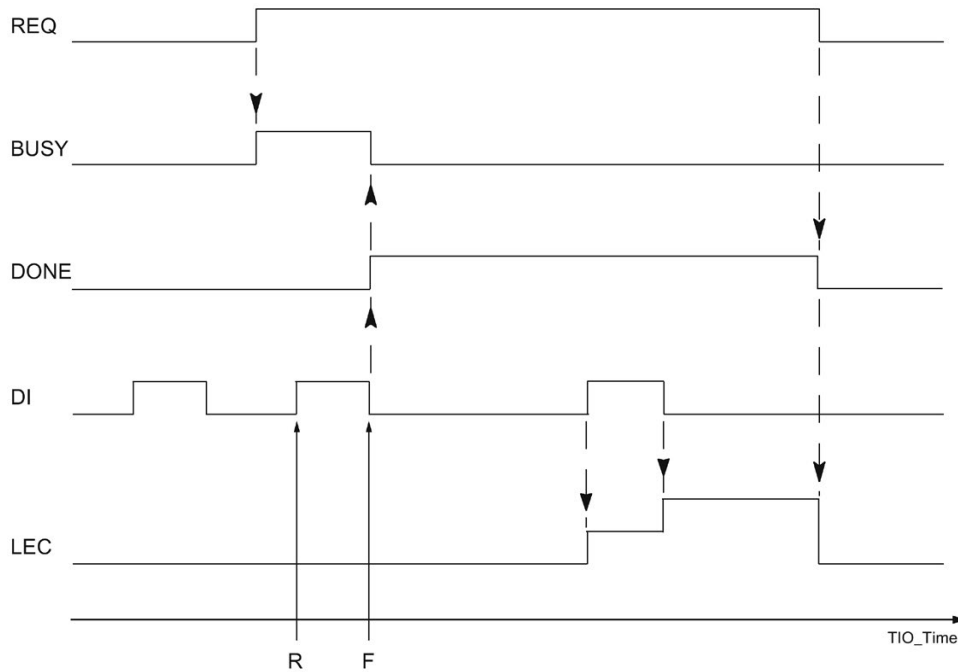 REQ
BUSY
DONE
DI
LEC
TIO_Time
R F